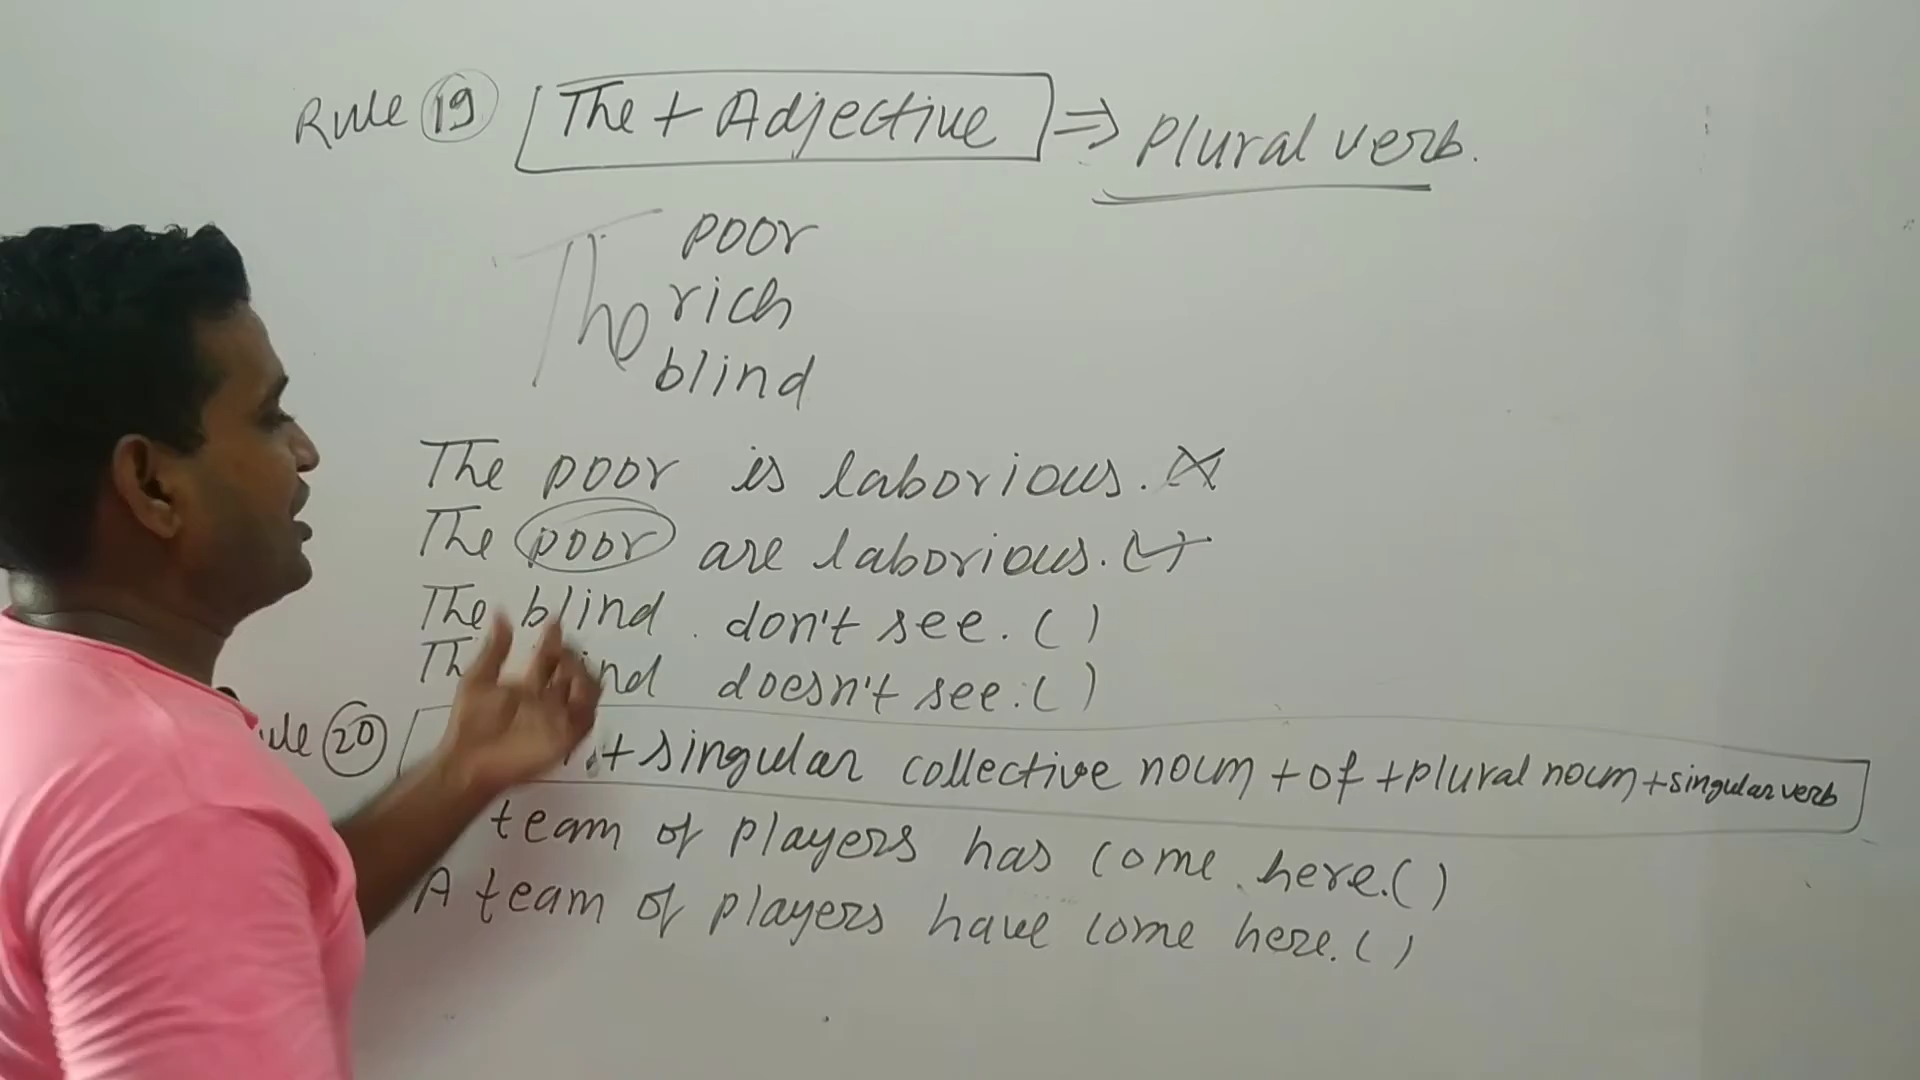 Rule 19 The + Adjective ⇒ plural verb.
The poor
rich
blind
The poor is laborious. ✗
The poor are laborious. (✓)
The blind don't see. ( )
doesn't see. ( )
20 + singular collective noun + of + plural noun + singular verb
team of players has come here. ( )
A team of players have come here. ( )